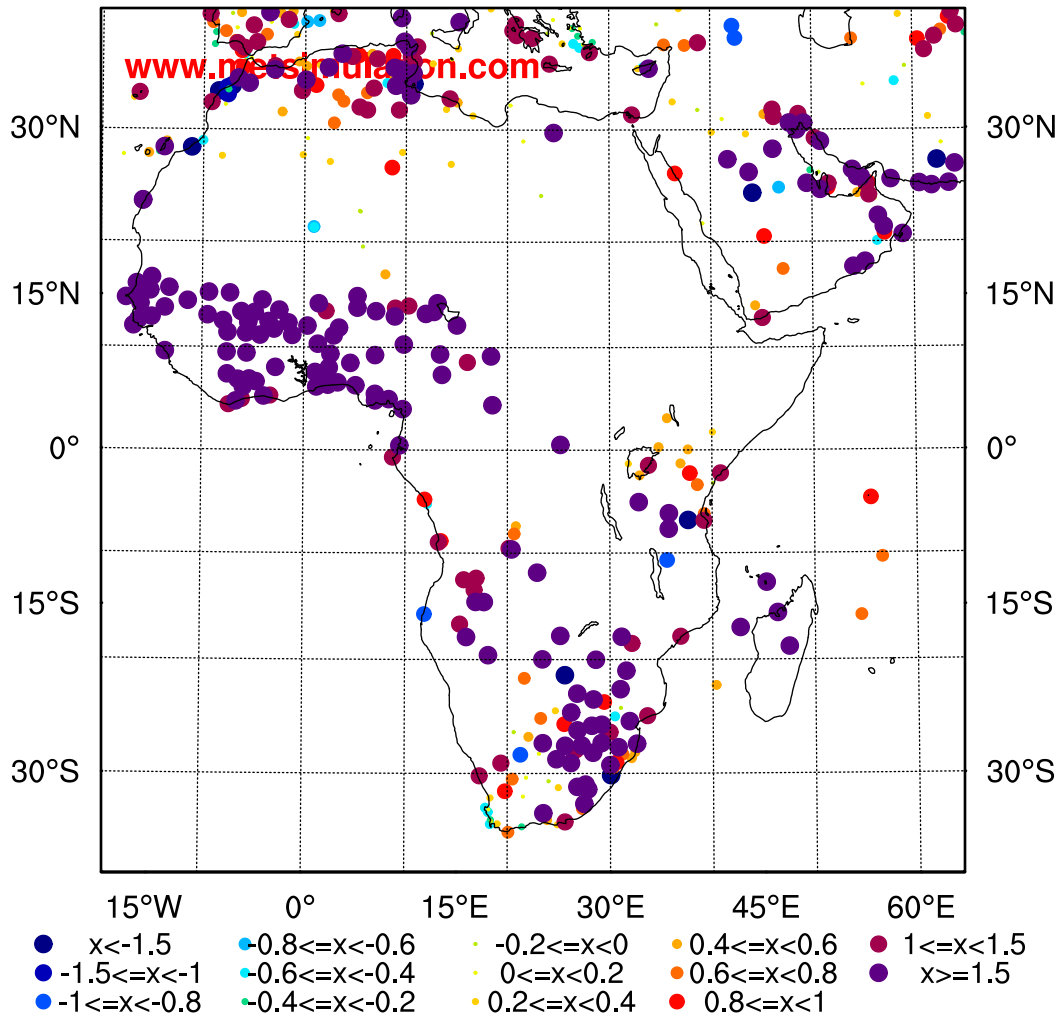 www.metsimulation.com
30°N 30°N
15°N 15°N
0° 0°
15°S 15°S
30°S 30°S
15°W 0° 15°E 30°E 45°E 60°E
x<-1.5 -0.8<=x<-0.6 -0.2<=x<0 0.4<=x<0.6 1<=x<1.5
-1.5<=x<-1 -0.6<=x<-0.4 0<=x<0.2 0.6<=x<0.8 x>=1.5
-1<=x<-0.8 -0.4<=x<-0.2 0.2<=x<0.4 0.8<=x<1